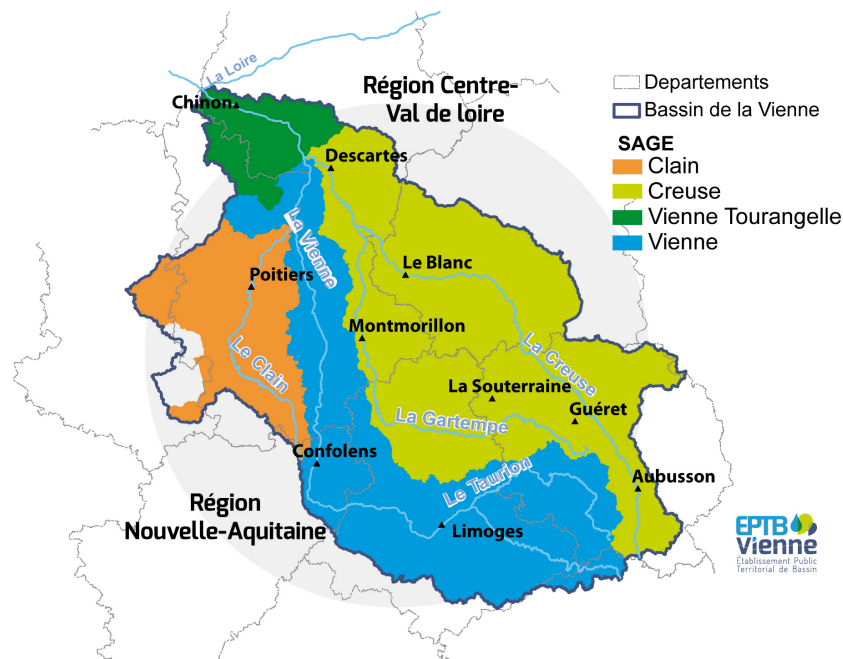 La Loire
Chinon
Région Centre-
Val de loire
Departements
Bassin de la Vienne
SAGE
Clain
Creuse
Vienne Tourangelle
Vienne
Descartes
La Vienne
Le Blanc
Poitiers
Montmorillon
Le Clain
La Creuse
La Souterraine
Guéret
La Gartempe
Confolens
Le Taurion
Aubusson
Région
Nouvelle-Aquitaine
Limoges
EPTB
Vienne
Établissement Public
Territorial de Bassin